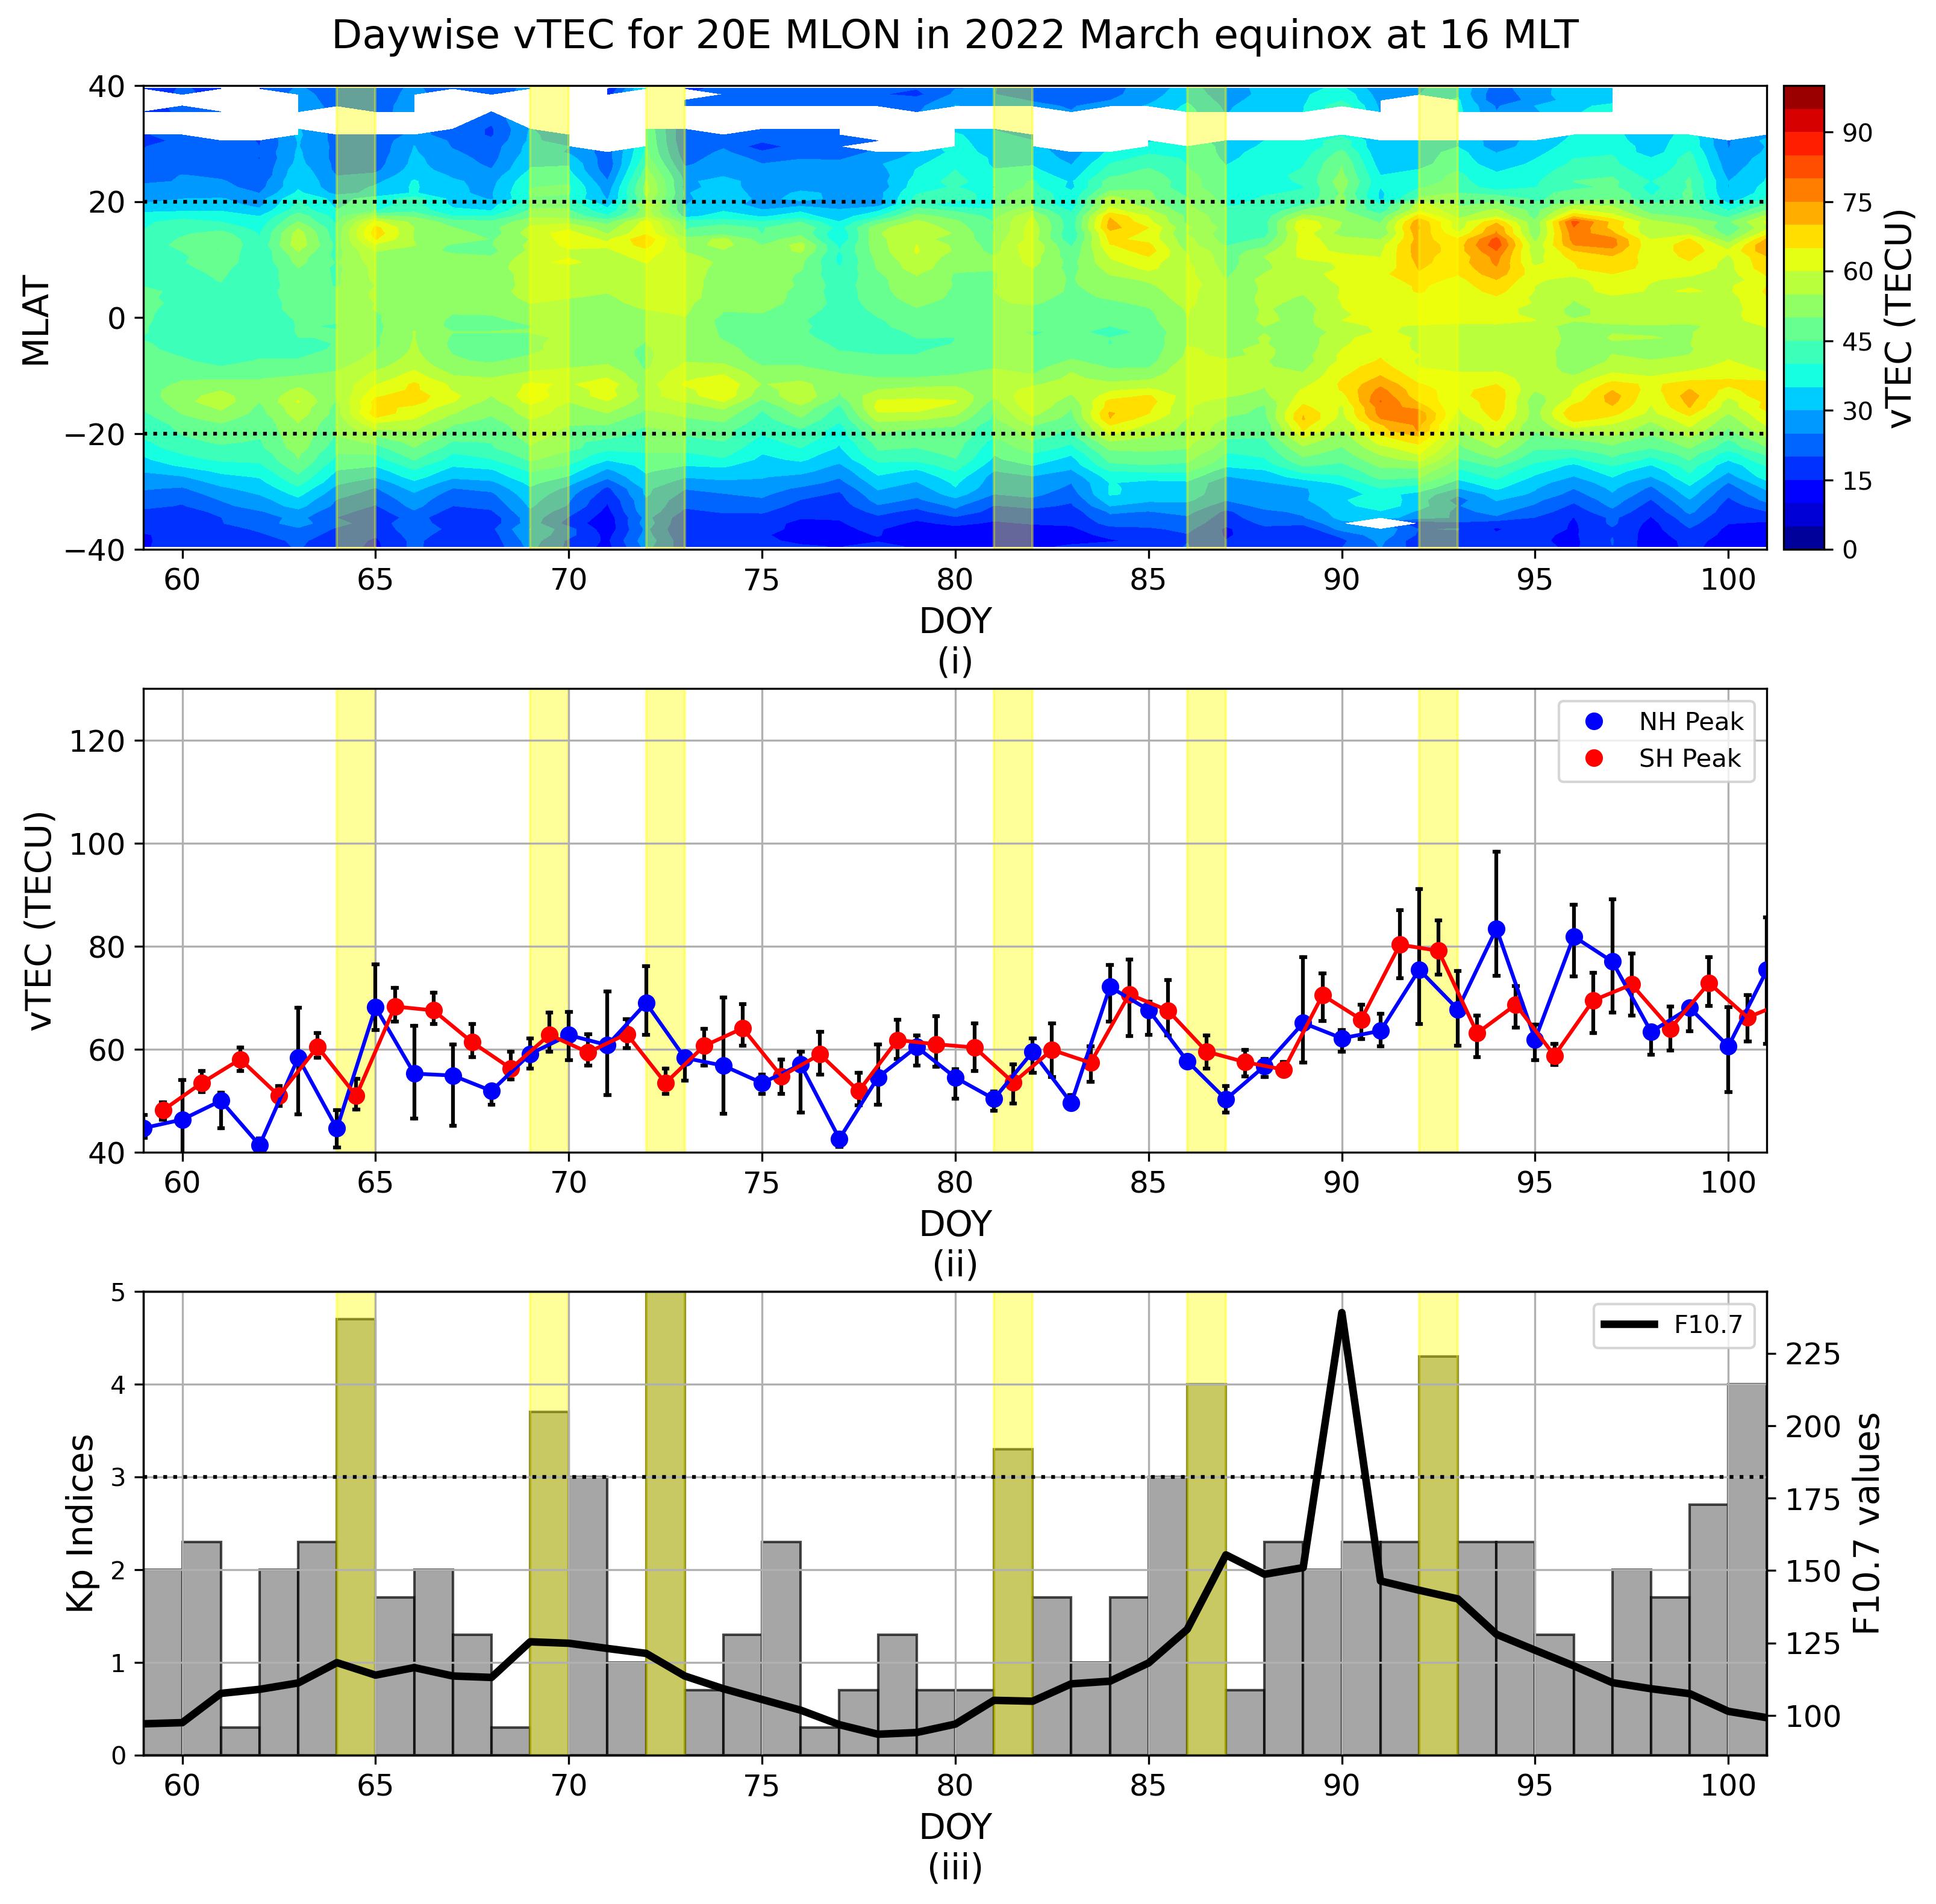 Daywise vTEC for 20E MLON in 2022 March equinox at 16 MLT
40
20
0
−20
−40
MLAT
60 65 70 75 80 85 90 95 100
DOY
(i)
90
75
60
45
30
15
0
vTEC (TECU)
120
100
80
60
40
vTEC (TECU)
NH Peak
SH Peak
60 65 70 75 80 85 90 95 100
DOY
(ii)
5
4
3
2
1
0
Kp Indices
F10.7
225
200
175
150
125
100
F10.7 values
60 65 70 75 80 85 90 95 100
DOY
(iii)